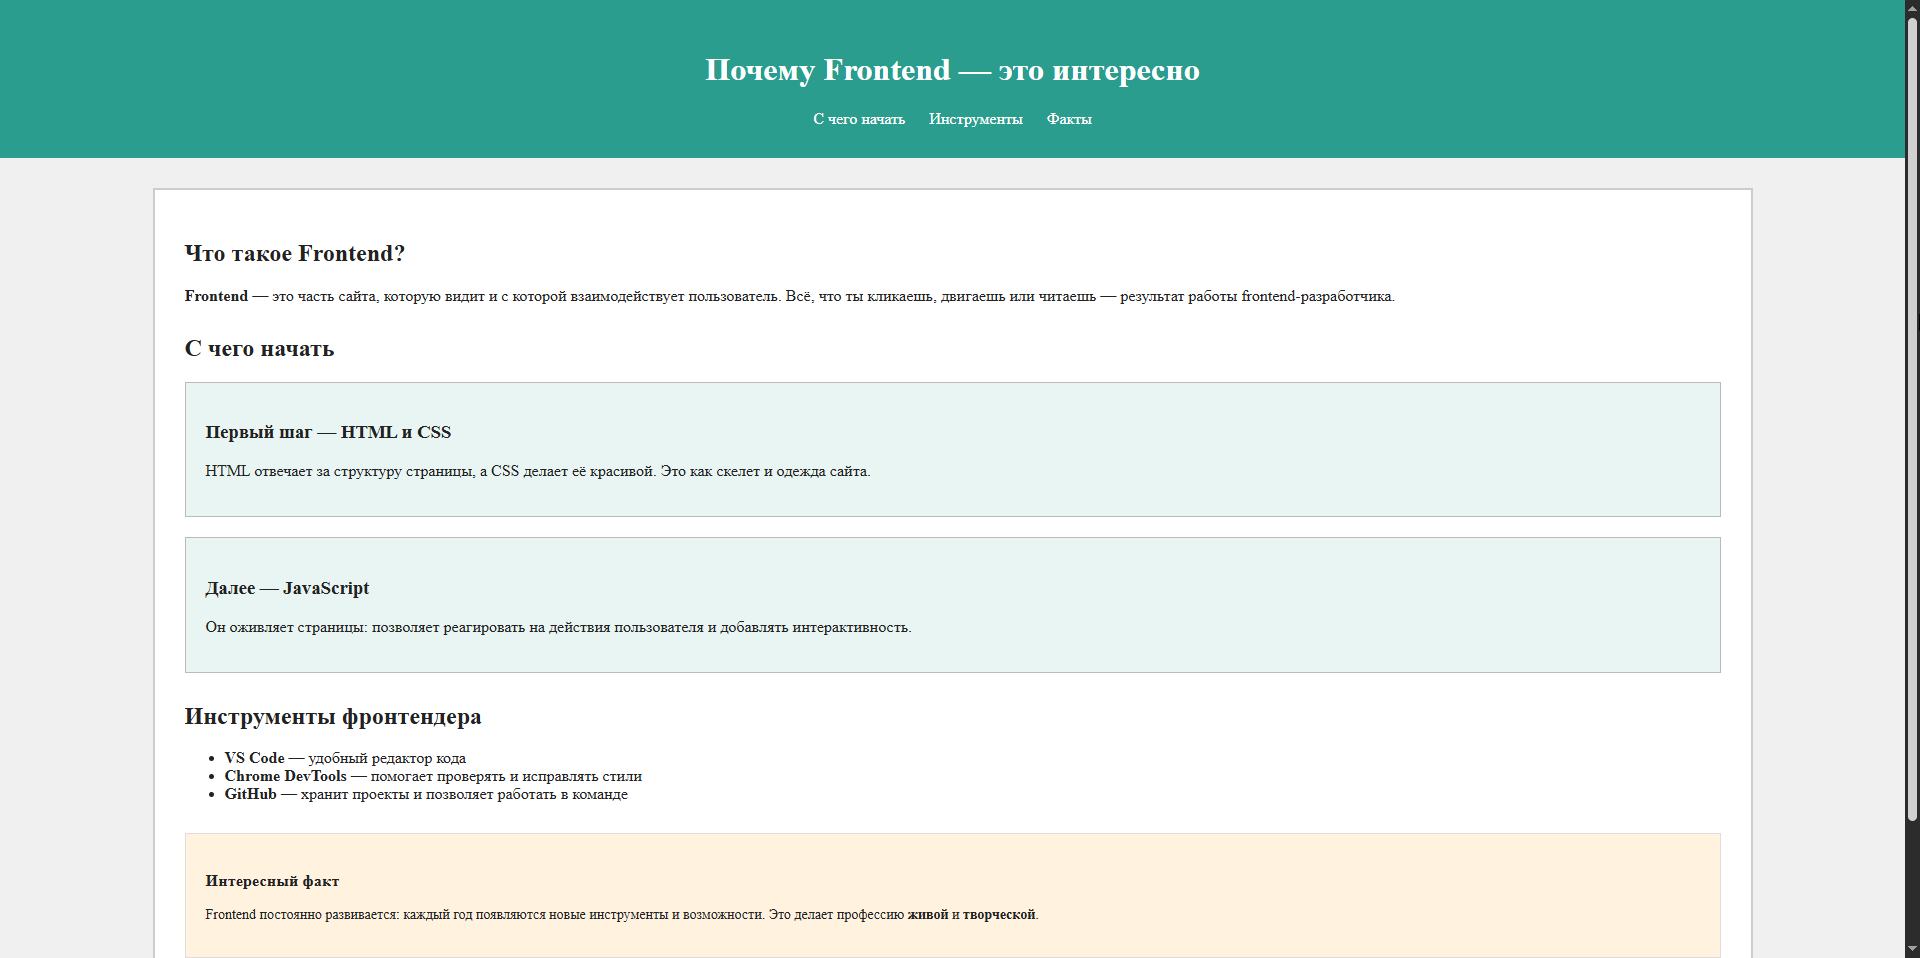 Почему Frontend — это интересно
С чего начать Инструменты Факты
Что такое Frontend?
Frontend — это часть сайта, которую видит и с которой взаимодействует пользователь. Всё, что ты кликаешь, двигаешь или читаешь — результат работы frontend-разработчика.
С чего начать
Первый шаг — HTML и CSS
HTML отвечает за структуру страницы, а CSS делает её красивой. Это как скелет и одежда сайта.
Далее — JavaScript
Он оживляет страницы: позволяет реагировать на действия пользователя и добавлять интерактивность.
Инструменты фронтендера
• VS Code — удобный редактор кода
• Chrome DevTools — помогает проверять и исправлять стили
• GitHub — хранит проекты и позволяет работать в команде
Интересный факт
Frontend постоянно развивается: каждый год появляются новые инструменты и возможности. Это делает профессию живой и творческой.